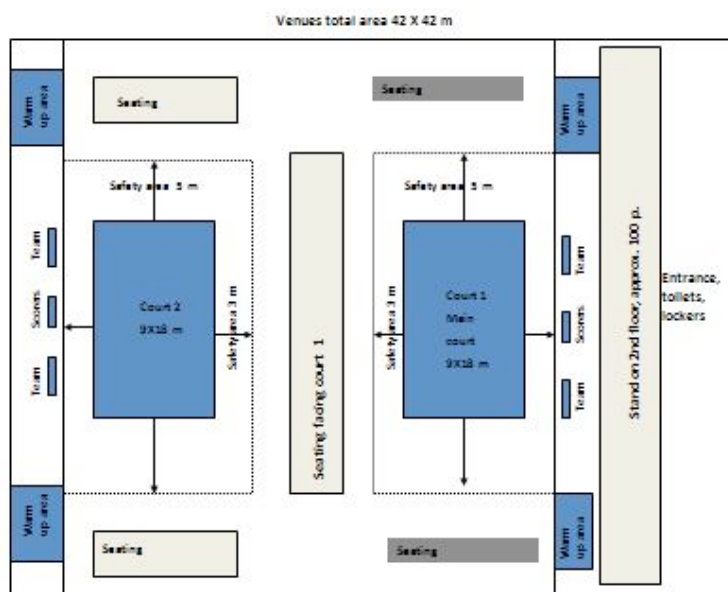 Venues total area 42 X 42 m
Warm
up area
Seating
Seating
Warm
up area
Safety area 5 m
Safety area 5 m
Team
Scorers
Team
Court 2
9X18 m
Safety area 3 m
Seating facing court 1
Safety area 3 m
Court 1
Main
court
9X18 m
Team
Scorers
Team
Stand on 2nd floor, approx. 100 p.
Entrance,
toilets,
lockers
Warm
up area
Seating
Seating
Warm
up area